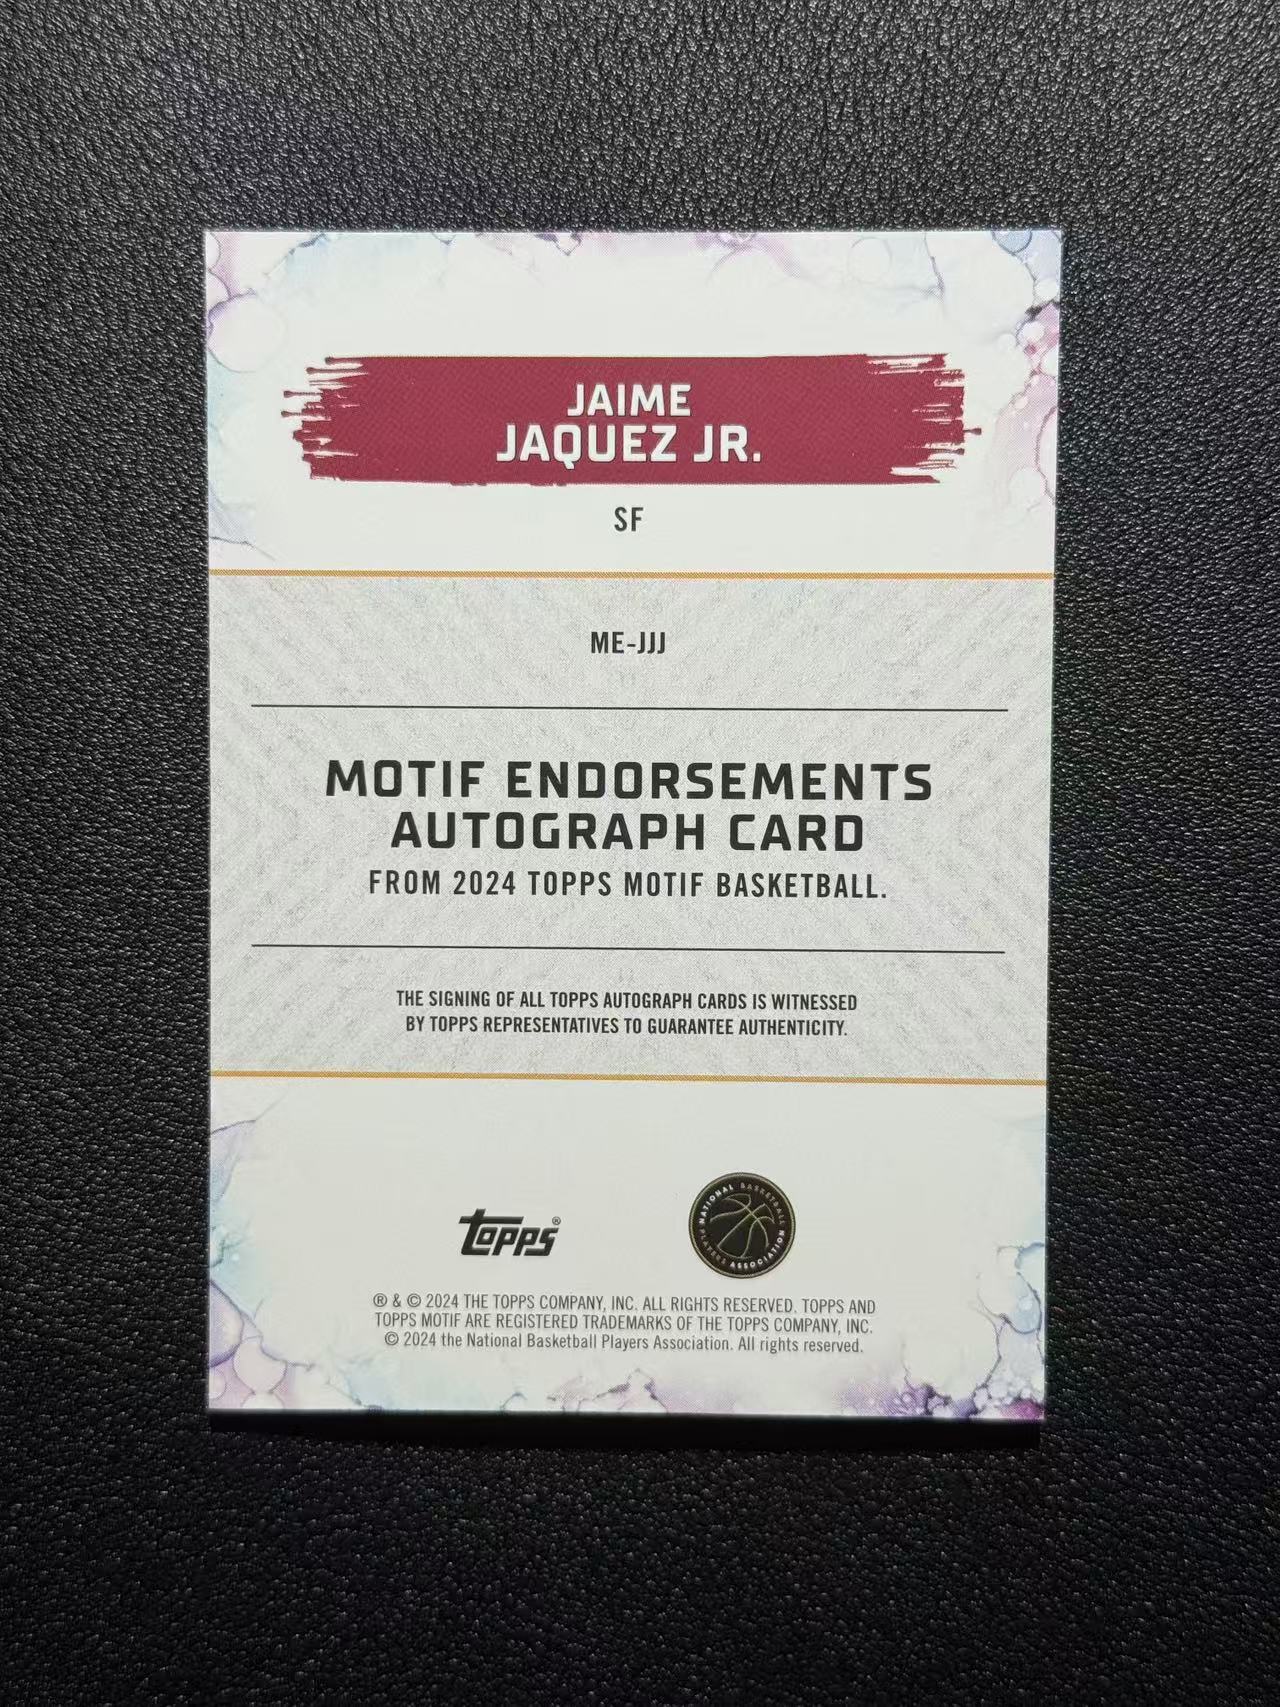 JAIME
JAQUEZ JR.
SF
ME-JJJ
MOTIF ENDORSEMENTS
AUTOGRAPH CARD
FROM 2024 TOPPS MOTIF BASKETBALL.
THE SIGNING OF ALL TOPPS AUTOGRAPH CARDS IS WITNESSED
BY TOPPS REPRESENTATIVES TO GUARANTEE AUTHENTICITY.
topps®
NATIONAL BASKETBALL
PLAYERS ASSOCIATION
® & © 2024 THE TOPPS COMPANY, INC. ALL RIGHTS RESERVED. TOPPS AND
TOPPS MOTIF ARE REGISTERED TRADEMARKS OF THE TOPPS COMPANY, INC.
© 2024 the National Basketball Players Association. All rights reserved.